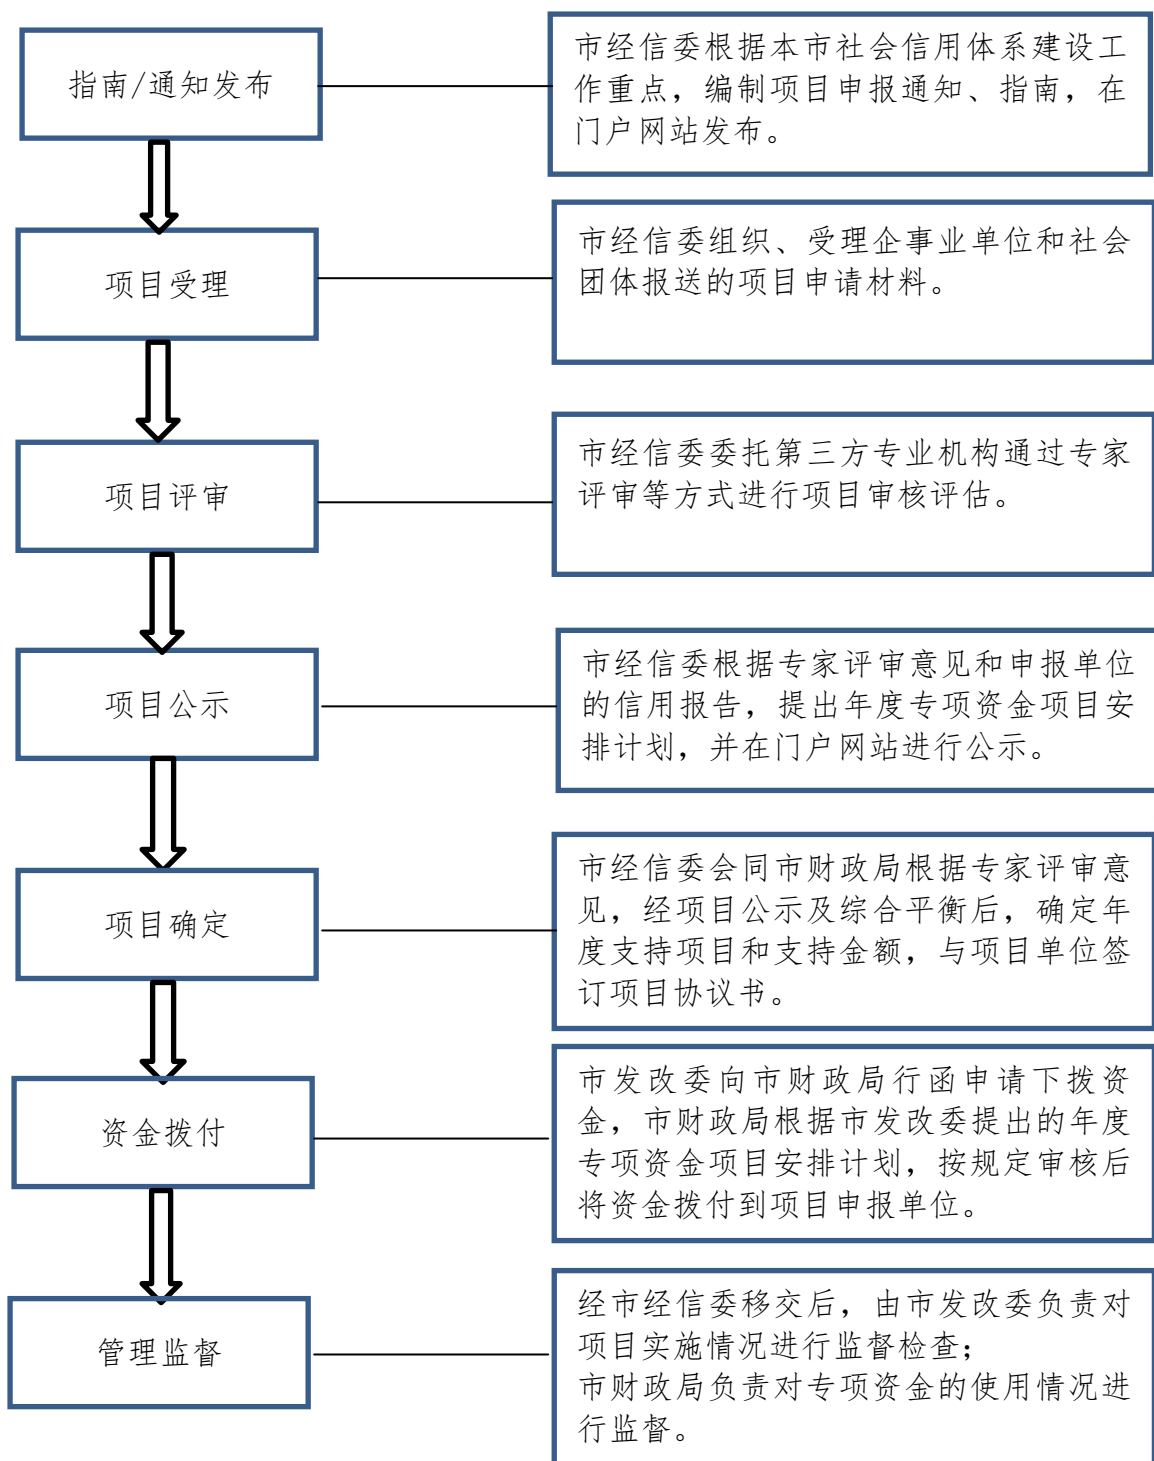 指南/通知发布
市经信委根据本市社会信用体系建设工
作重点，编制项目申报通知、指南，在
门户网站发布。
项目受理
市经信委组织、受理企事业单位和社会
团体报送的项目申请材料。
项目评审
市经信委委托第三方专业机构通过专家
评审等方式进行项目审核评估。
项目公示
市经信委根据专家评审意见和申报单位
的信用报告，提出年度专项资金项目安
排计划，并在门户网站进行公示。
项目确定
市经信委会同市财政局根据专家评审意
见，经项目公示及综合平衡后，确定年
度支持项目和支持金额，与项目单位签
订项目协议书。
资金拨付
市发改委向市财政局行函申请下拨资
金，市财政局根据市发改委提出的年度
专项资金项目安排计划，按规定审核后
将资金拨付到项目申报单位。
管理监督
经市经信委移交后，由市发改委负责对
项目实施情况进行监督检查；
市财政局负责对专项资金的使用情况进
行监督。